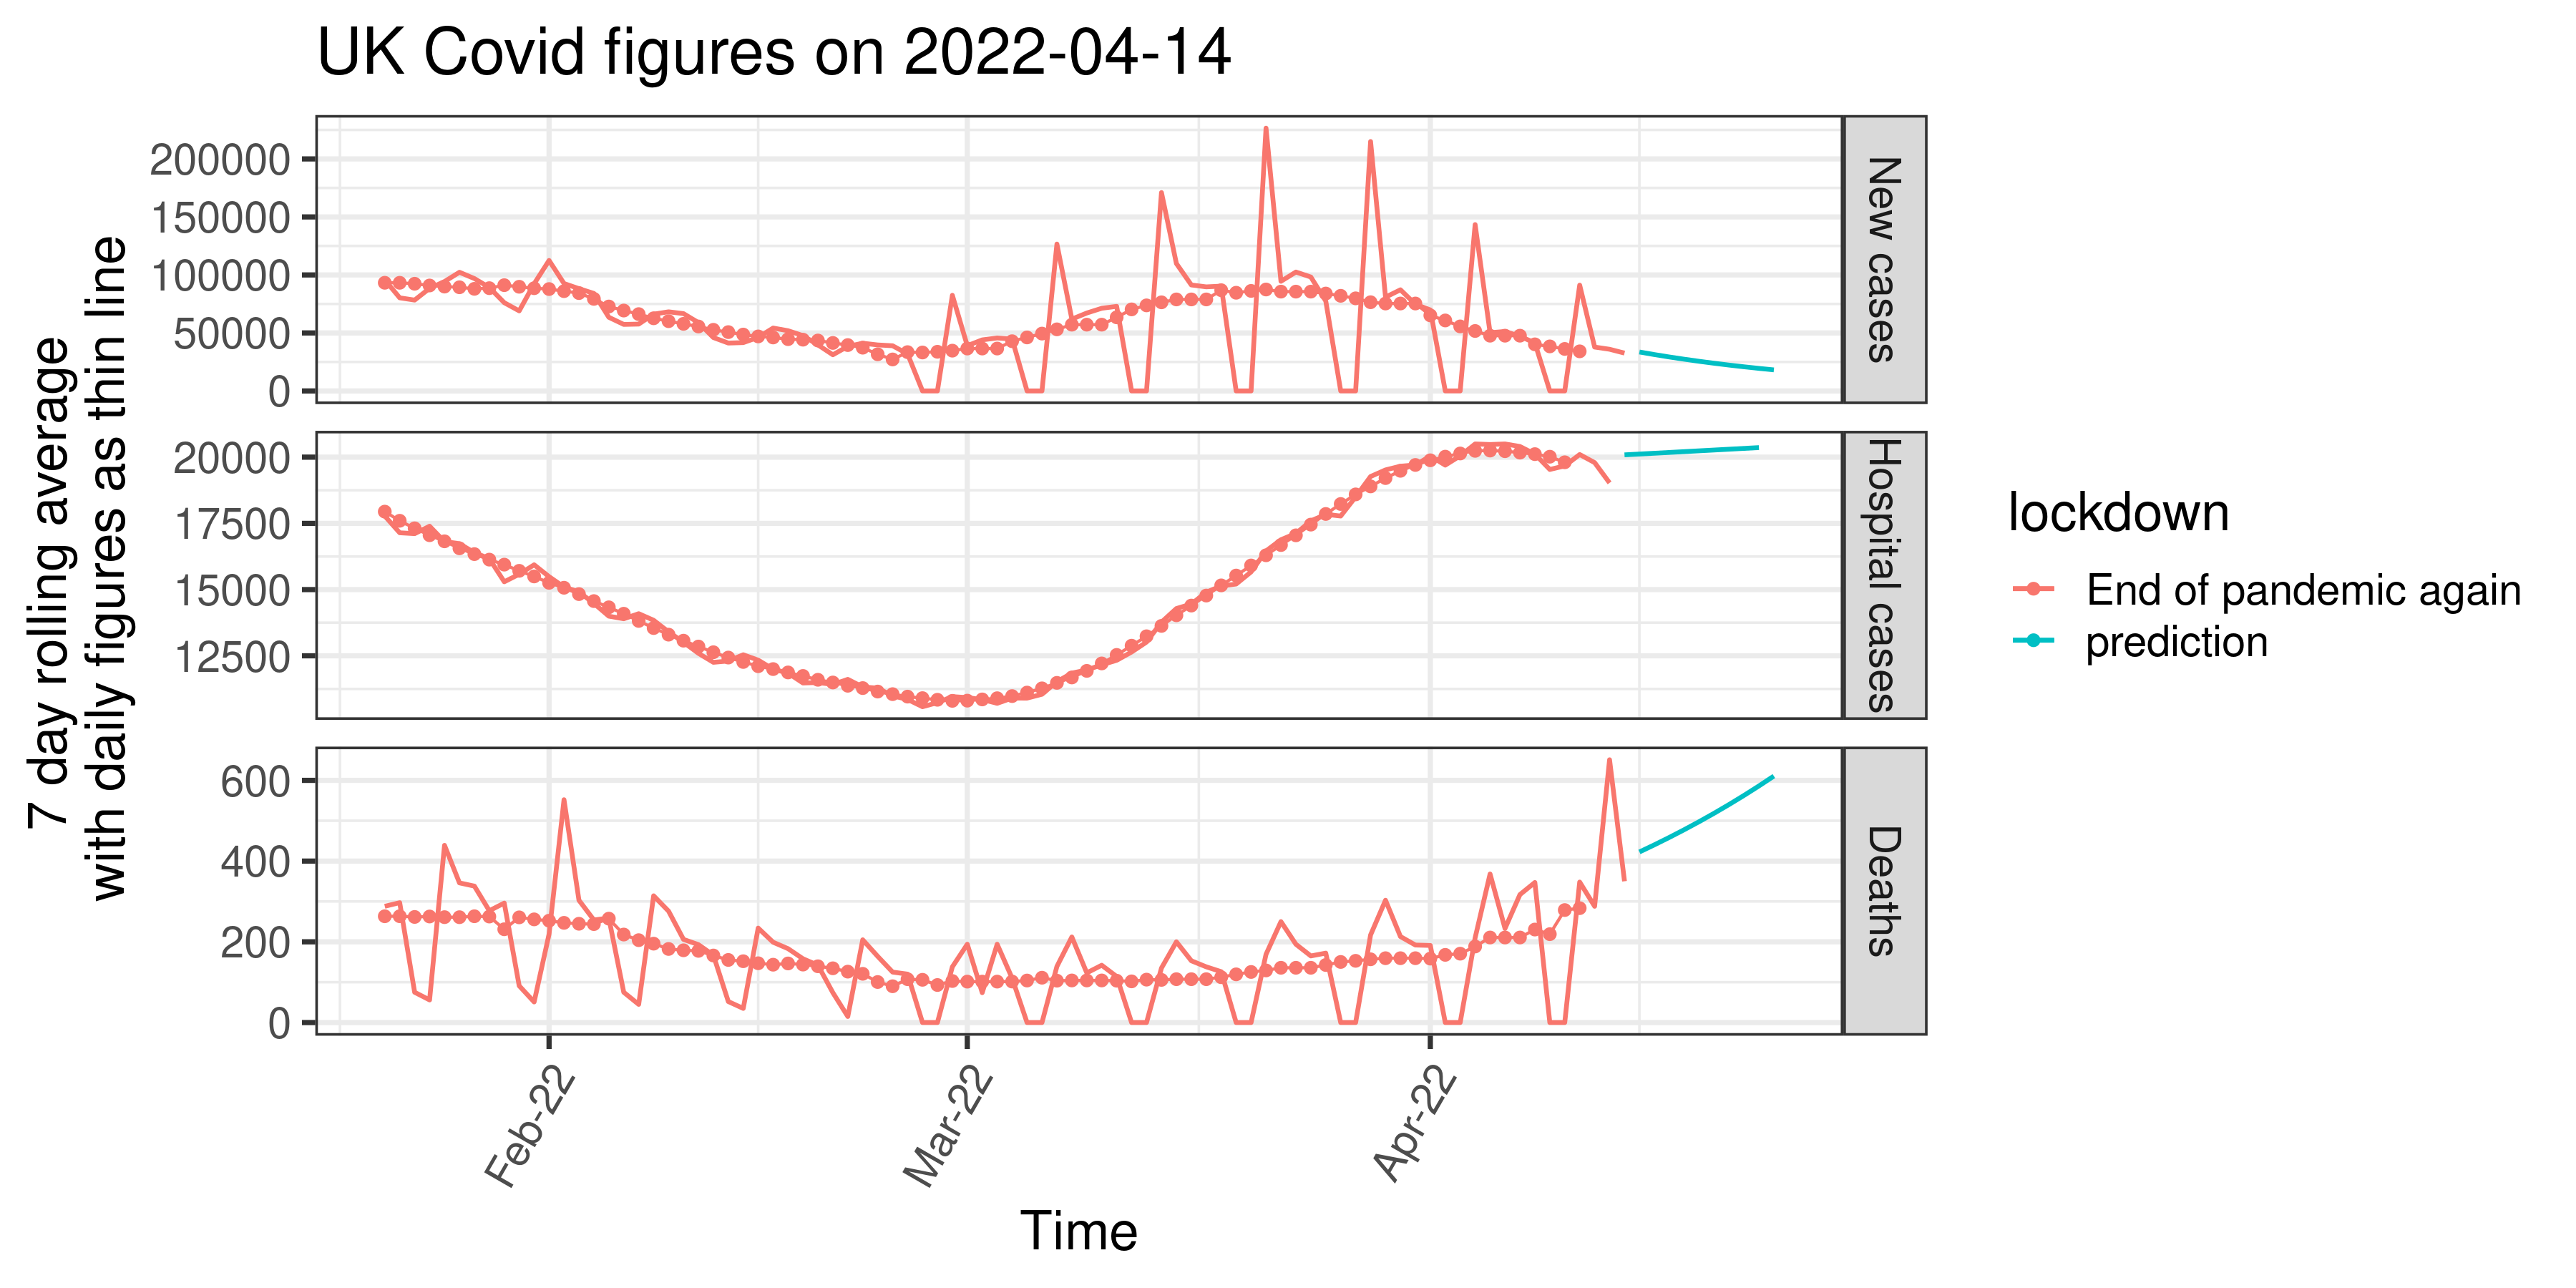 UK Covid figures on 2022-04-14
7 day rolling average
with daily figures as thin line
200000
150000
100000
50000
0
New cases
20000
17500
15000
12500
Hospital cases
600
400
200
0
Deaths
Feb-22
Mar-22
Apr-22
Time
lockdown
End of pandemic again
prediction